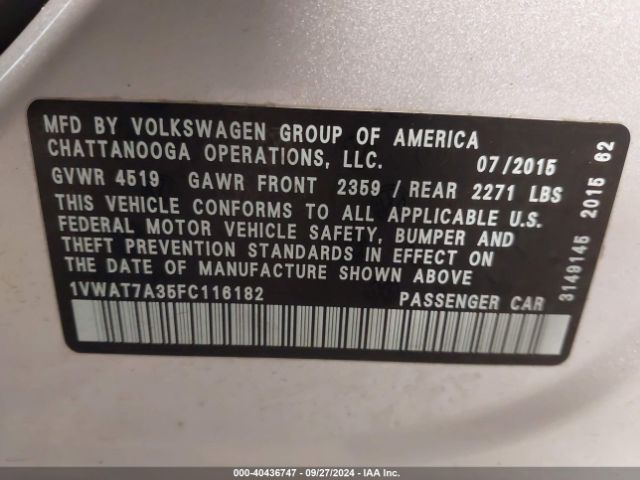 MFD BY VOLKSWAGEN GROUP OF AMERICA
CHATTANOOGA OPERATIONS, LLC. 07/2015
GVWR 4519 GAWR FRONT 2359 / REAR 2271 LBS
THIS VEHICLE CONFORMS TO ALL APPLICABLE U.S.
FEDERAL MOTOR VEHICLE SAFETY, BUMPER AND
THEFT PREVENTION STANDARDS IN EFFECT ON
THE DATE OF MANUFACTURE SHOWN ABOVE
1VWAT7A35FC116182 PASSENGER CAR
3149145 2015 62
000-40436747 - 09/27/2024 - IAAI.COM